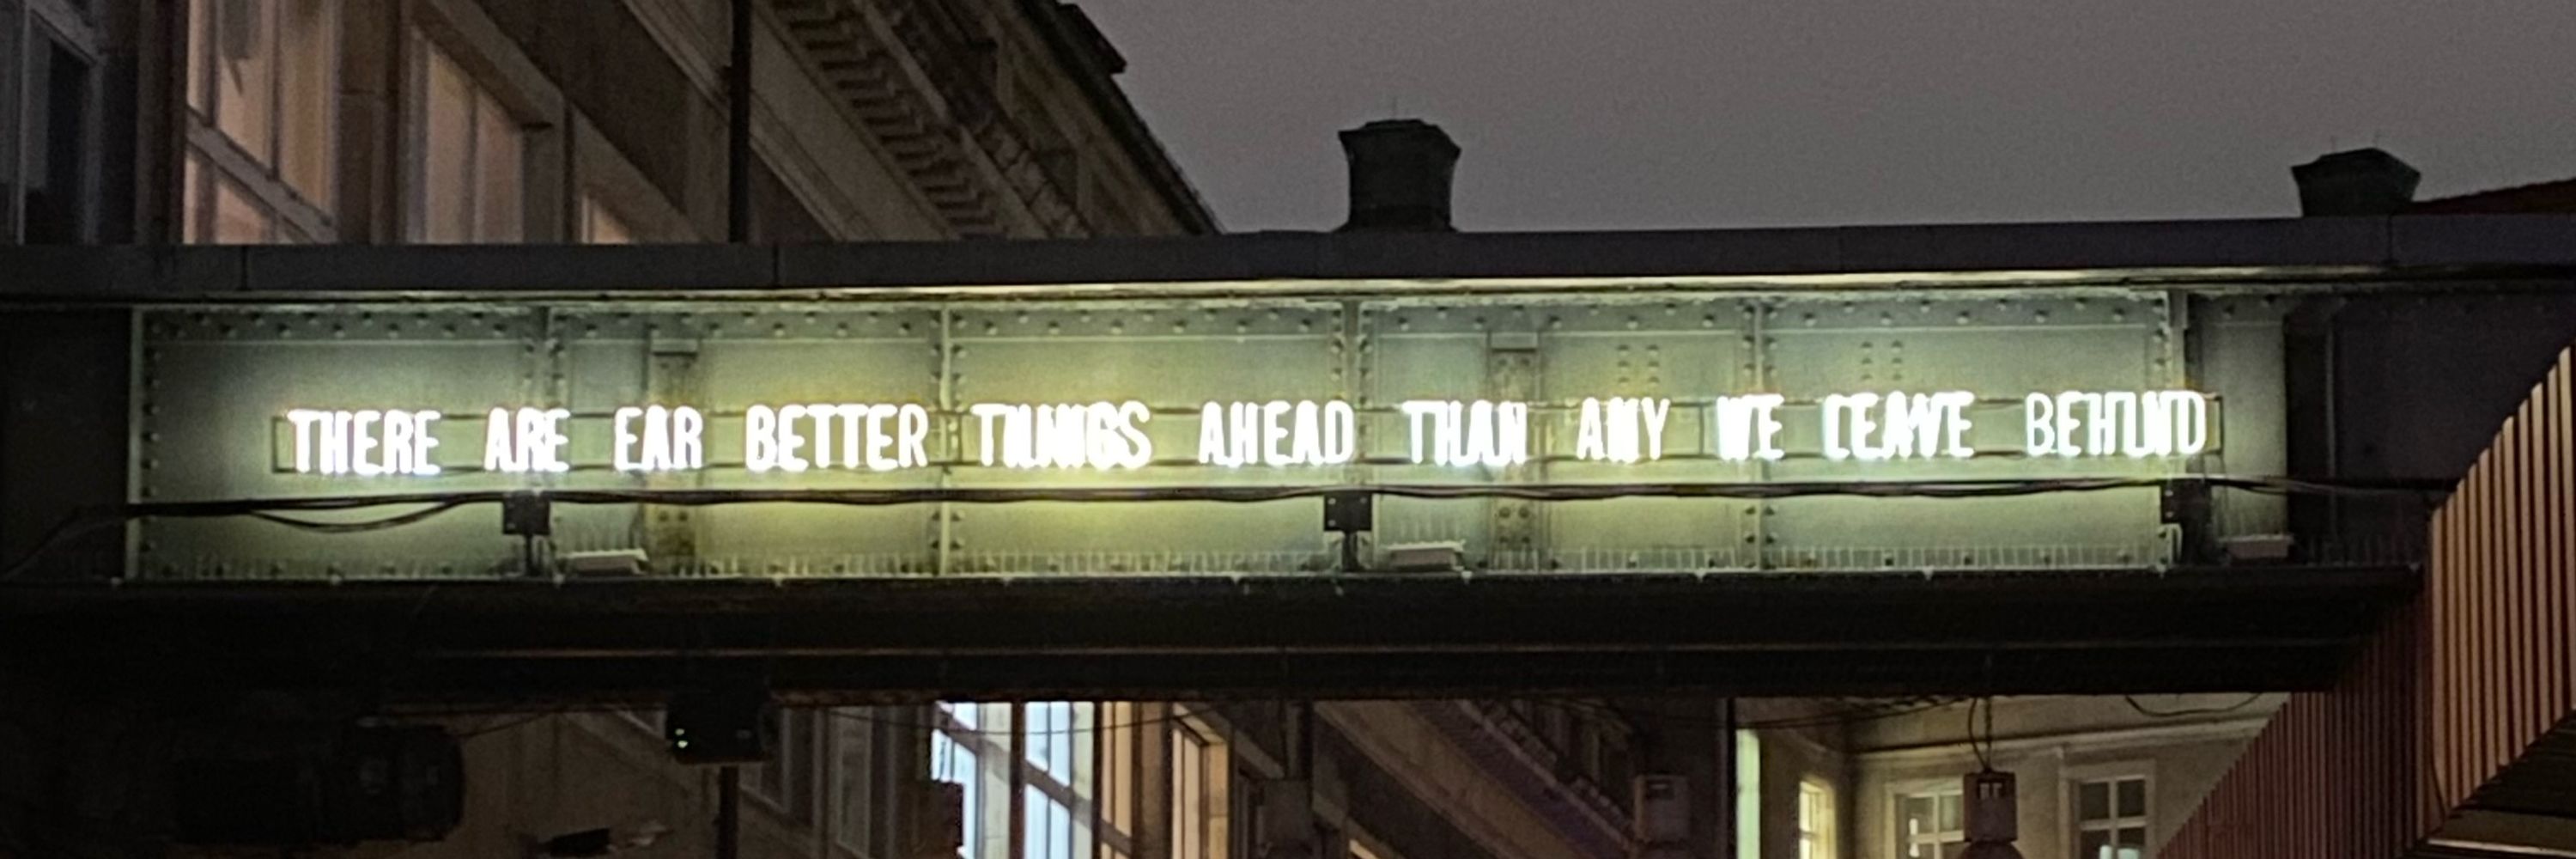 THERE ARE FAR BETTER THINGS AHEAD THAN ANY WE LEAVE BEHIND